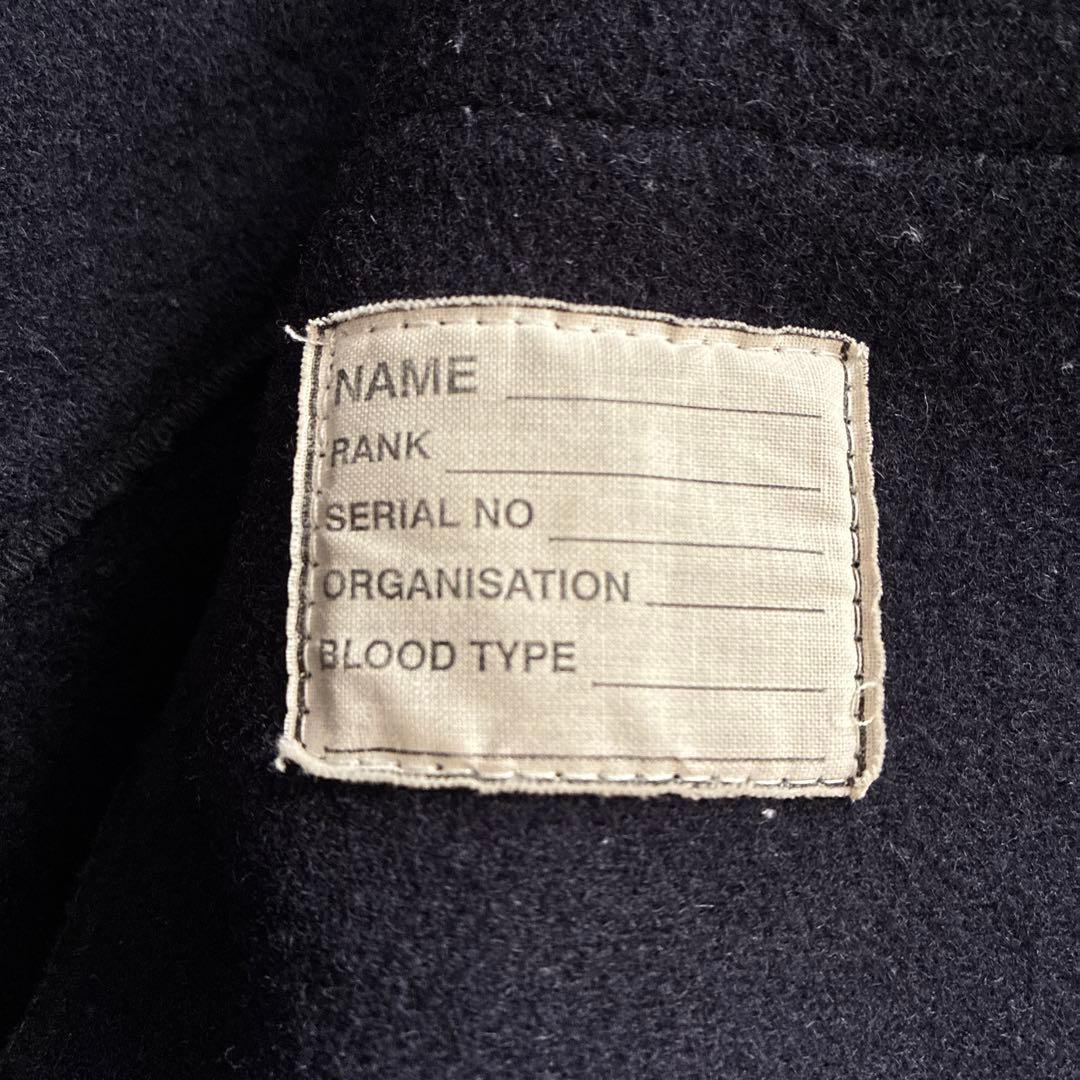 NAME
RANK
SERIAL NO
ORGANISATION
BLOOD TYPE